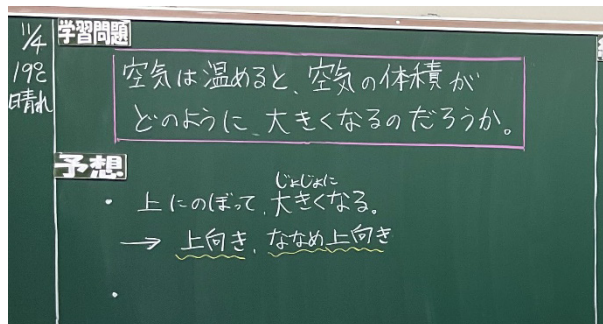 11/4
19℃
晴れ
学習問題
空気は温めると、空気の体積が
どのように、大きくなるのだろうか。
予想
じょじょに
・上にのぼって、大きくなる。
→ 上向き、ななめ上向き
・